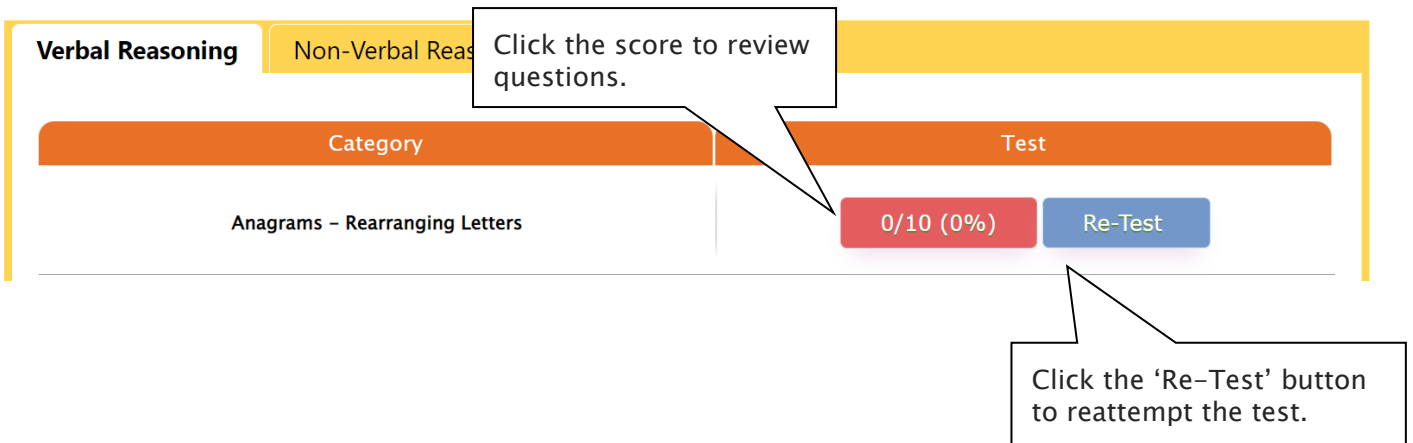 Verbal Reasoning
Non-Verbal
Click the score to review
questions.
Category
Test
Anagrams – Rearranging Letters
0/10 (0%)
Re-Test
Click the ‘Re-Test’ button
to reattempt the test.